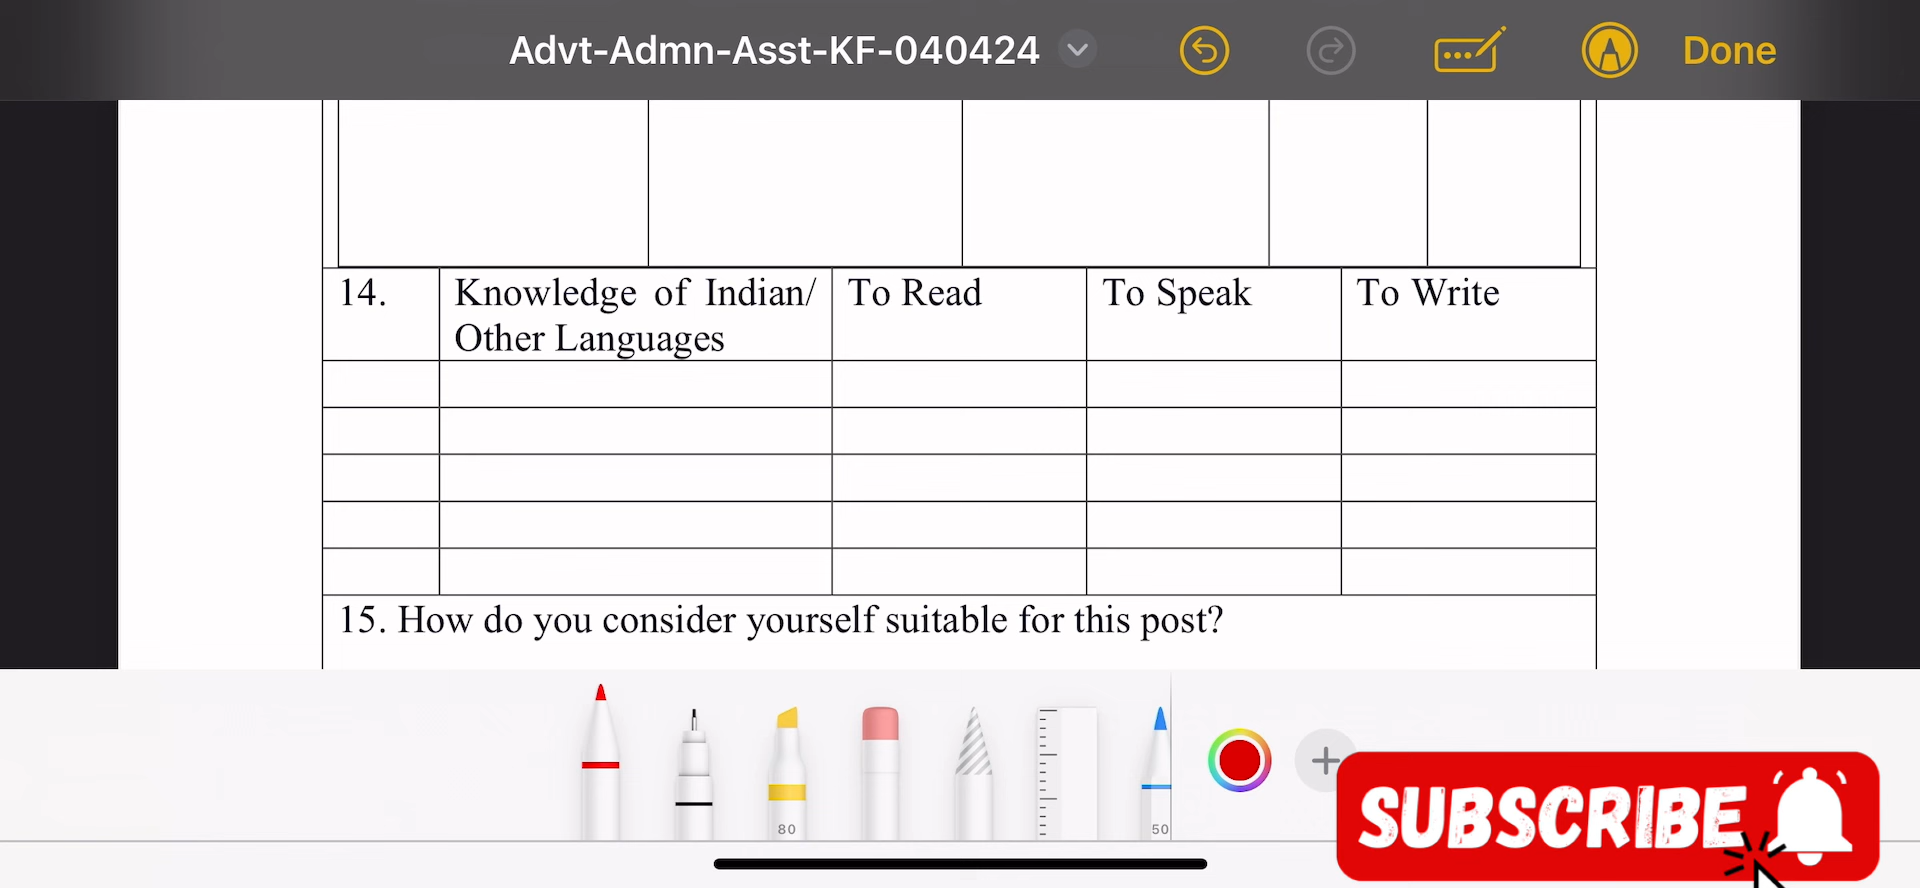 Advt-Admn-Asst-KF-040424
Done
14.
Knowledge of Indian/
Other Languages
To Read
To Speak
To Write
15. How do you consider yourself suitable for this post?
80
50
SUBSCRIBE